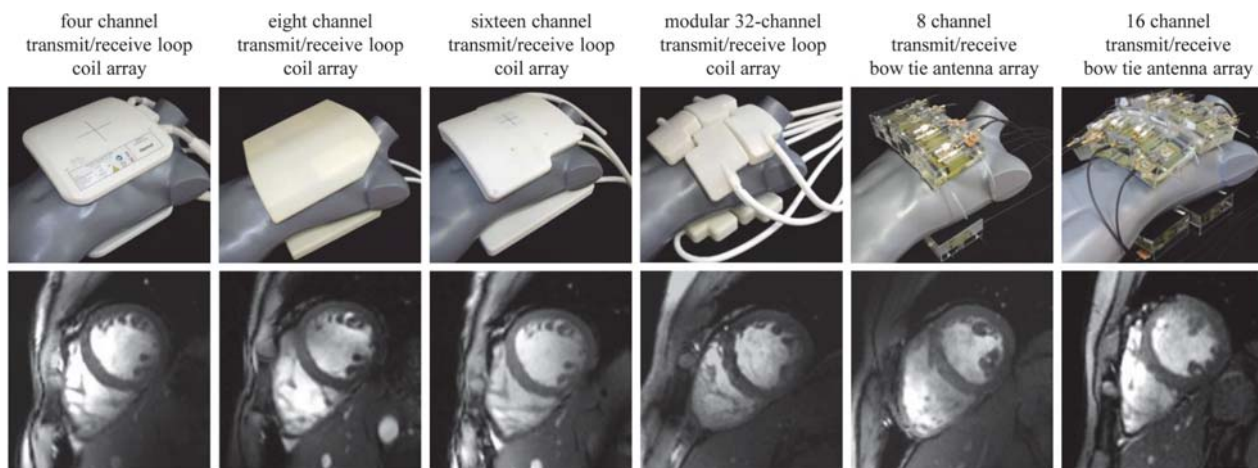 four channel
transmit/receive loop
coil array
eight channel
transmit/receive loop
coil array
sixteen channel
transmit/receive loop
coil array
modular 32-channel
transmit/receive loop
coil array
8 channel
transmit/receive
bow tie antenna array
16 channel
transmit/receive
bow tie antenna array